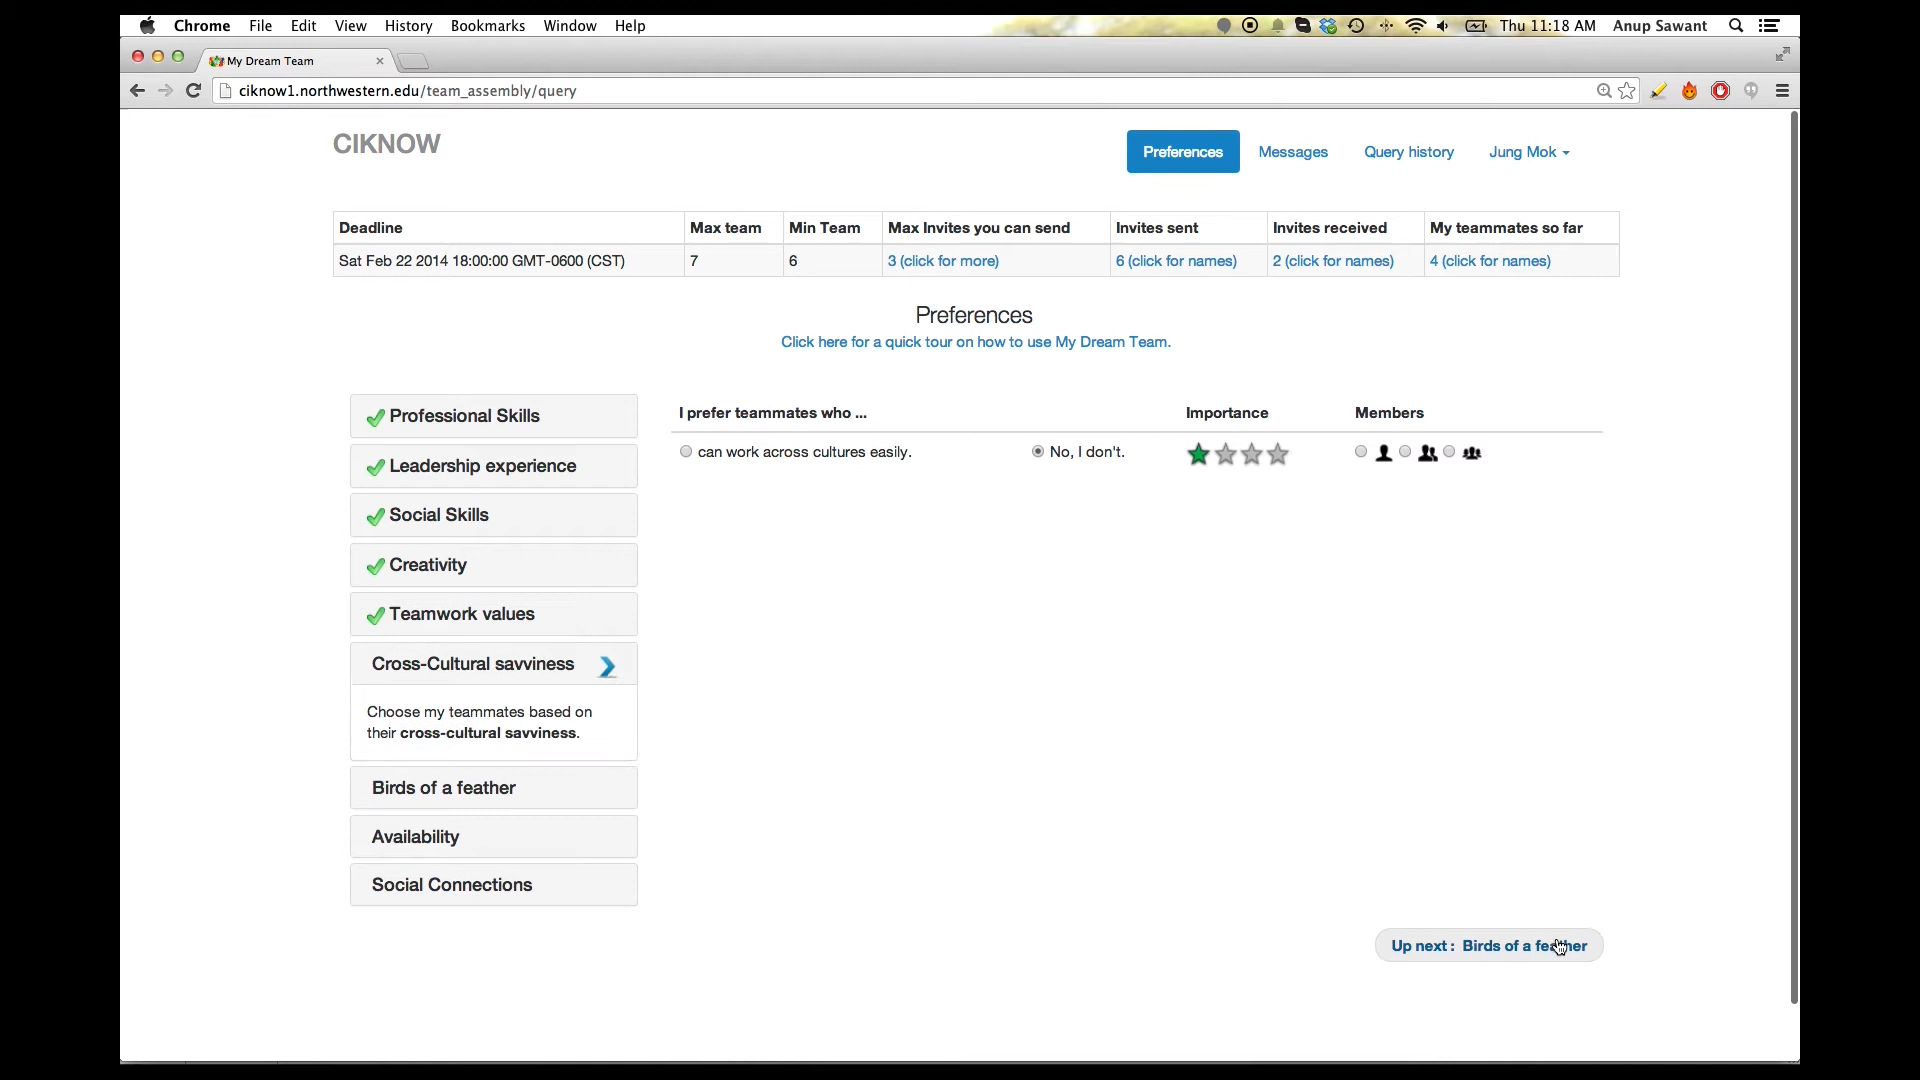 Chrome File Edit View History Bookmarks Window Help Thu 11:18 AM Anup Sawant
My Dream Team
ciknow1.northwestern.edu/team_assembly/query
CIKNOW Preferences Messages Query history Jung Mok
Deadline Max team Min Team Max Invites you can send Invites sent Invites received My teammates so far
Sat Feb 22 2014 18:00:00 GMT-0600 (CST) 7 6 3 (click for more) 6 (click for names) 2 (click for names) 4 (click for names)
Preferences
Click here for a quick tour on how to use My Dream Team.
Professional Skills
Leadership experience
Social Skills
Creativity
Teamwork values
Cross-Cultural savviness
Choose my teammates based on
their cross-cultural savviness.
Birds of a feather
Availability
Social Connections
I prefer teammates who ... Importance Members
can work across cultures easily. No, I don't.
Up next : Birds of a feather